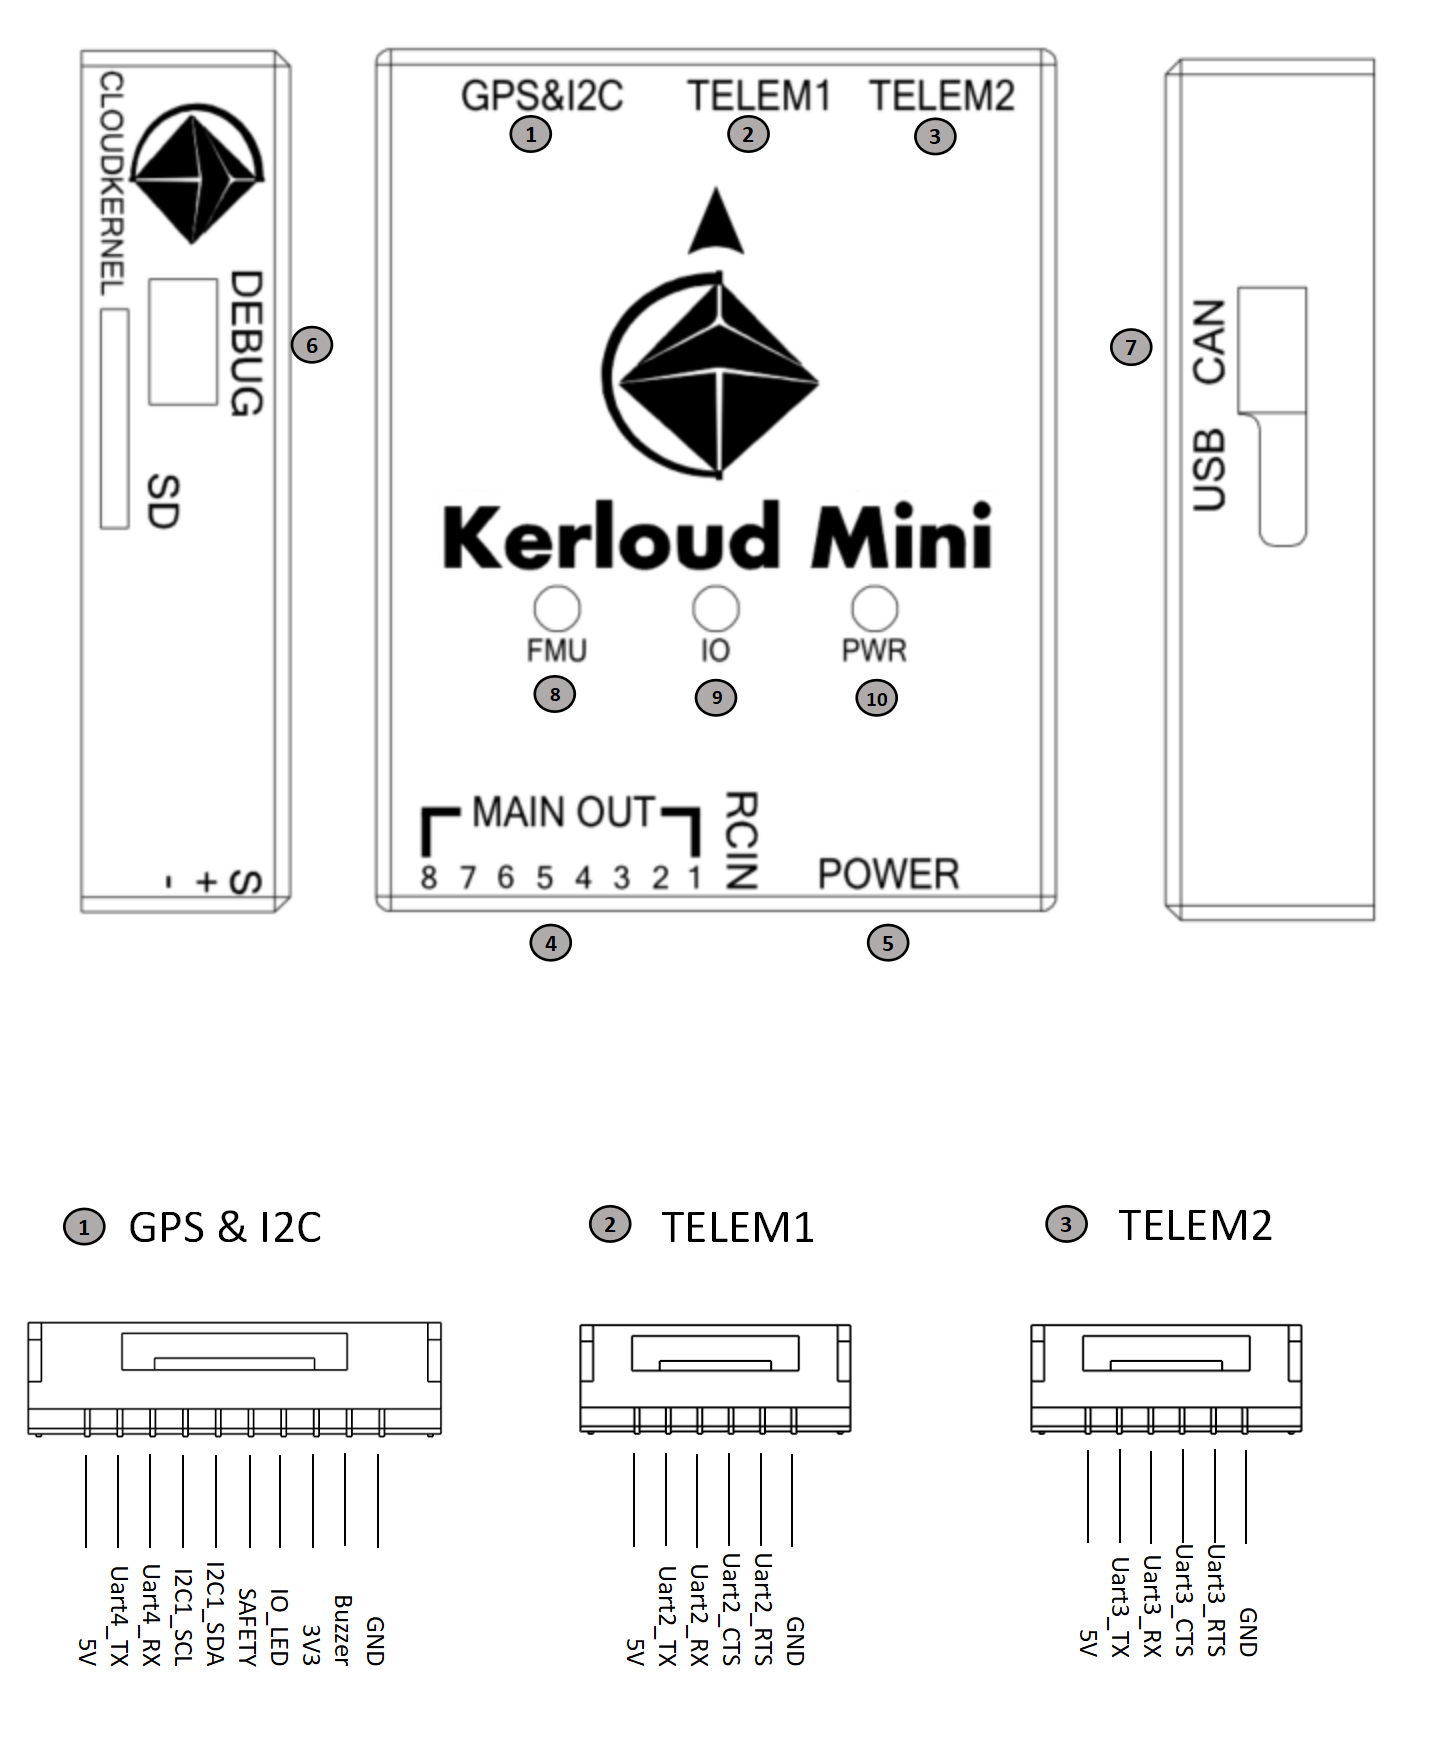 CLOUDKERNEL
DEBUG
SD
- + S
6
GPS&I2C TELEM1 TELEM2
1 2 3
Kerloud Mini
FMU IO PWR
8 9 10
MAIN OUT
8 7 6 5 4 3 2 1
RCIN
POWER
4 5
7
CAN
USB
1 GPS & I2C
5V
Uart4_TX
Uart4_RX
I2C1_SCL
I2C1_SDA
SAFETY
IO_LED
3V3
Buzzer
GND
2 TELEM1
5V
Uart2_TX
Uart2_RX
Uart2_CTS
Uart2_RTS
GND
3 TELEM2
5V
Uart3_TX
Uart3_RX
Uart3_CTS
Uart3_RTS
GND